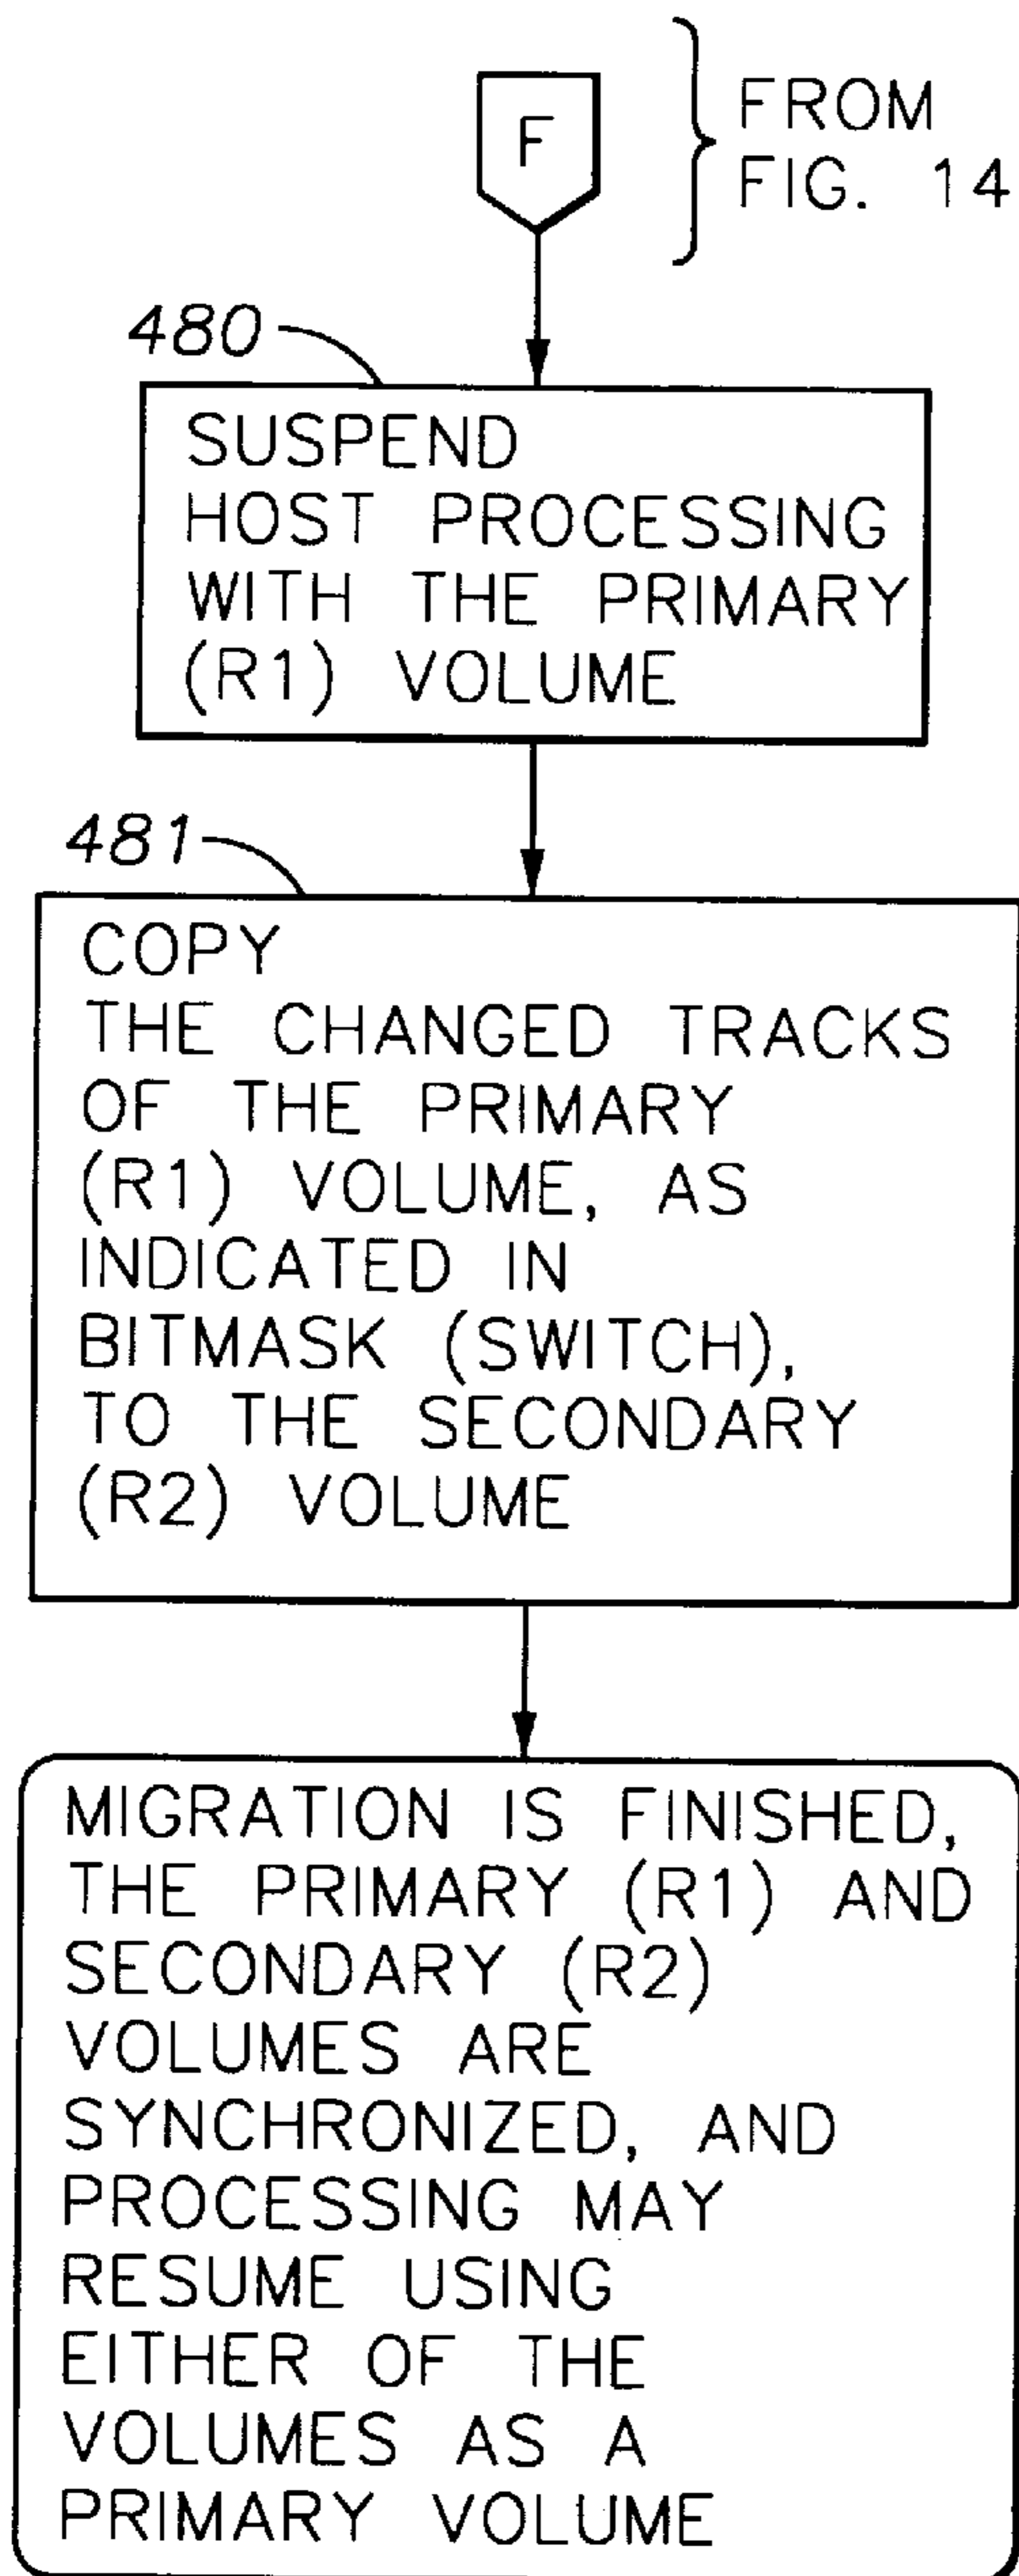 F
FROM
FIG. 14
480
SUSPEND
HOST PROCESSING
WITH THE PRIMARY
(R1) VOLUME
481
COPY
THE CHANGED TRACKS
OF THE PRIMARY
(R1) VOLUME, AS
INDICATED IN
BITMASK (SWITCH),
TO THE SECONDARY
(R2) VOLUME
MIGRATION IS FINISHED,
THE PRIMARY (R1) AND
SECONDARY (R2)
VOLUMES ARE
SYNCHRONIZED, AND
PROCESSING MAY
RESUME USING
EITHER OF THE
VOLUMES AS A
PRIMARY VOLUME